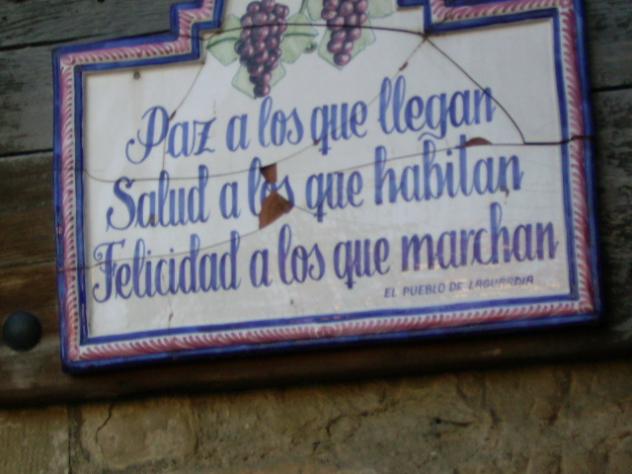 Paz a los que llegan
Salud a los que habitan
Felicidad a los que marchan
EL PUEBLO DE LAGUARDIA